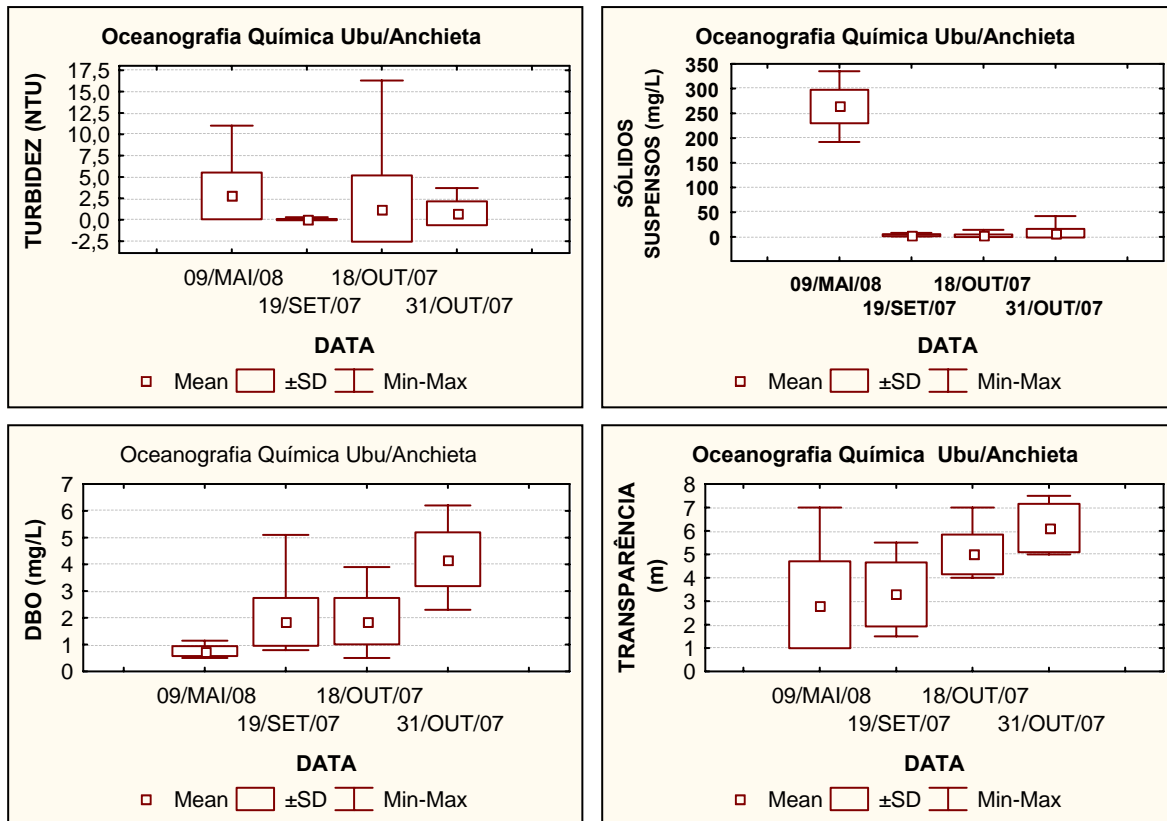 Oceanografia Química Ubu/Anchieta
TURBIDEZ (NTU)
17,5
15,0
12,5
10,0
7,5
5,0
2,5
0,0
-2,5
09/MAI/08
19/SET/07
18/OUT/07
31/OUT/07
DATA
Mean ±SD Min-Max
Oceanografia Química Ubu/Anchieta
SÓLIDOS
SUSPENSOS (mg/L)
350
300
250
200
150
100
50
0
09/MAI/08
19/SET/07
18/OUT/07
31/OUT/07
DATA
Mean ±SD Min-Max
Oceanografia Química Ubu/Anchieta
DBO (mg/L)
7
6
5
4
3
2
1
0
09/MAI/08
19/SET/07
18/OUT/07
31/OUT/07
DATA
Mean ±SD Min-Max
Oceanografia Química Ubu/Anchieta
TRANSPARÊNCIA
(m)
8
7
6
5
4
3
2
1
0
09/MAI/08
19/SET/07
18/OUT/07
31/OUT/07
DATA
Mean ±SD Min-Max